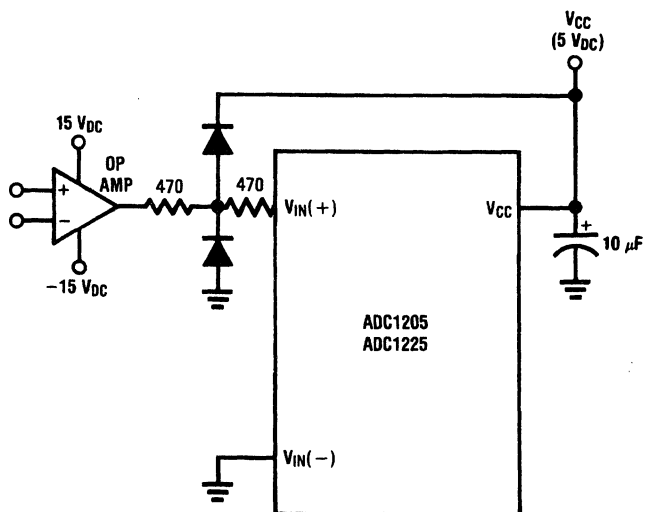 VCC
(5 VDC)
15 VDC
OP
AMP
+
−
470
470
−15 VDC
VIN(+)
VCC
+
10 μF
ADC1205
ADC1225
VIN(−)